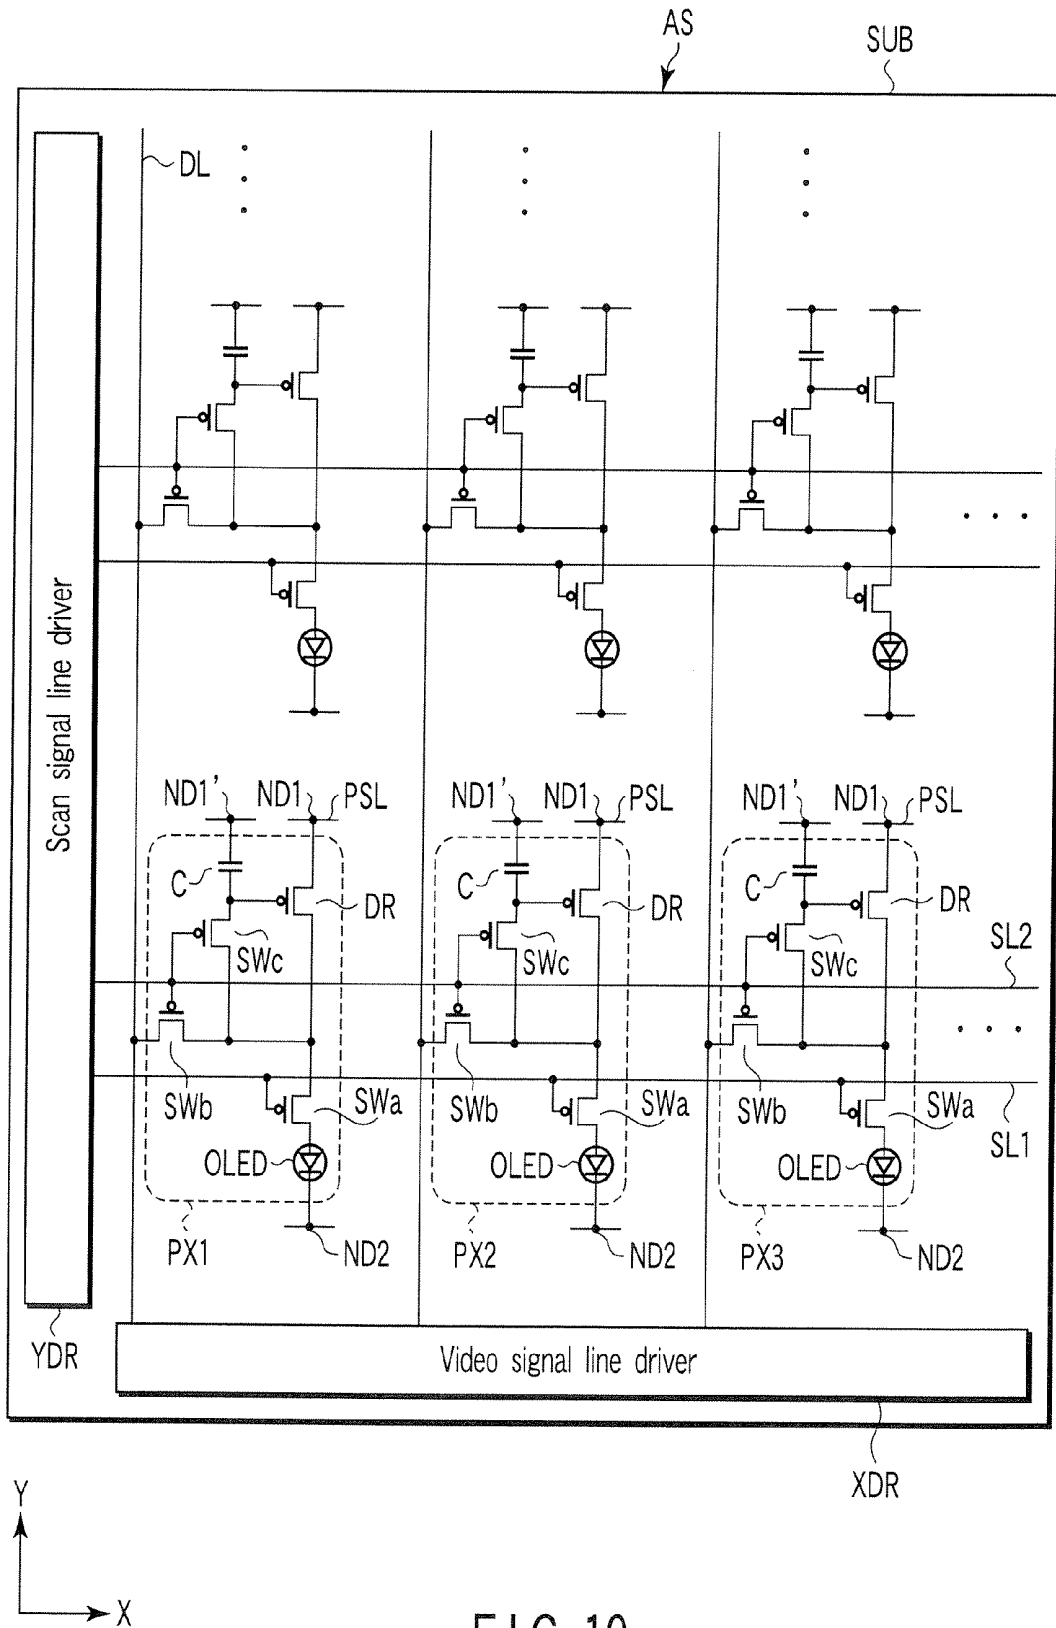 AS
SUB
DL
Scan signal line driver
ND1' ND1 PSL ND1' ND1 PSL ND1' ND1 PSL
C DR C DR C DR
SWc SWc SWc SL2
SWb SWa SWb SWa SWb SWa
SL1
OLED OLED OLED
PX1 ND2 PX2 ND2 PX3 ND2
YDR
Video signal line driver
XDR
Y
X